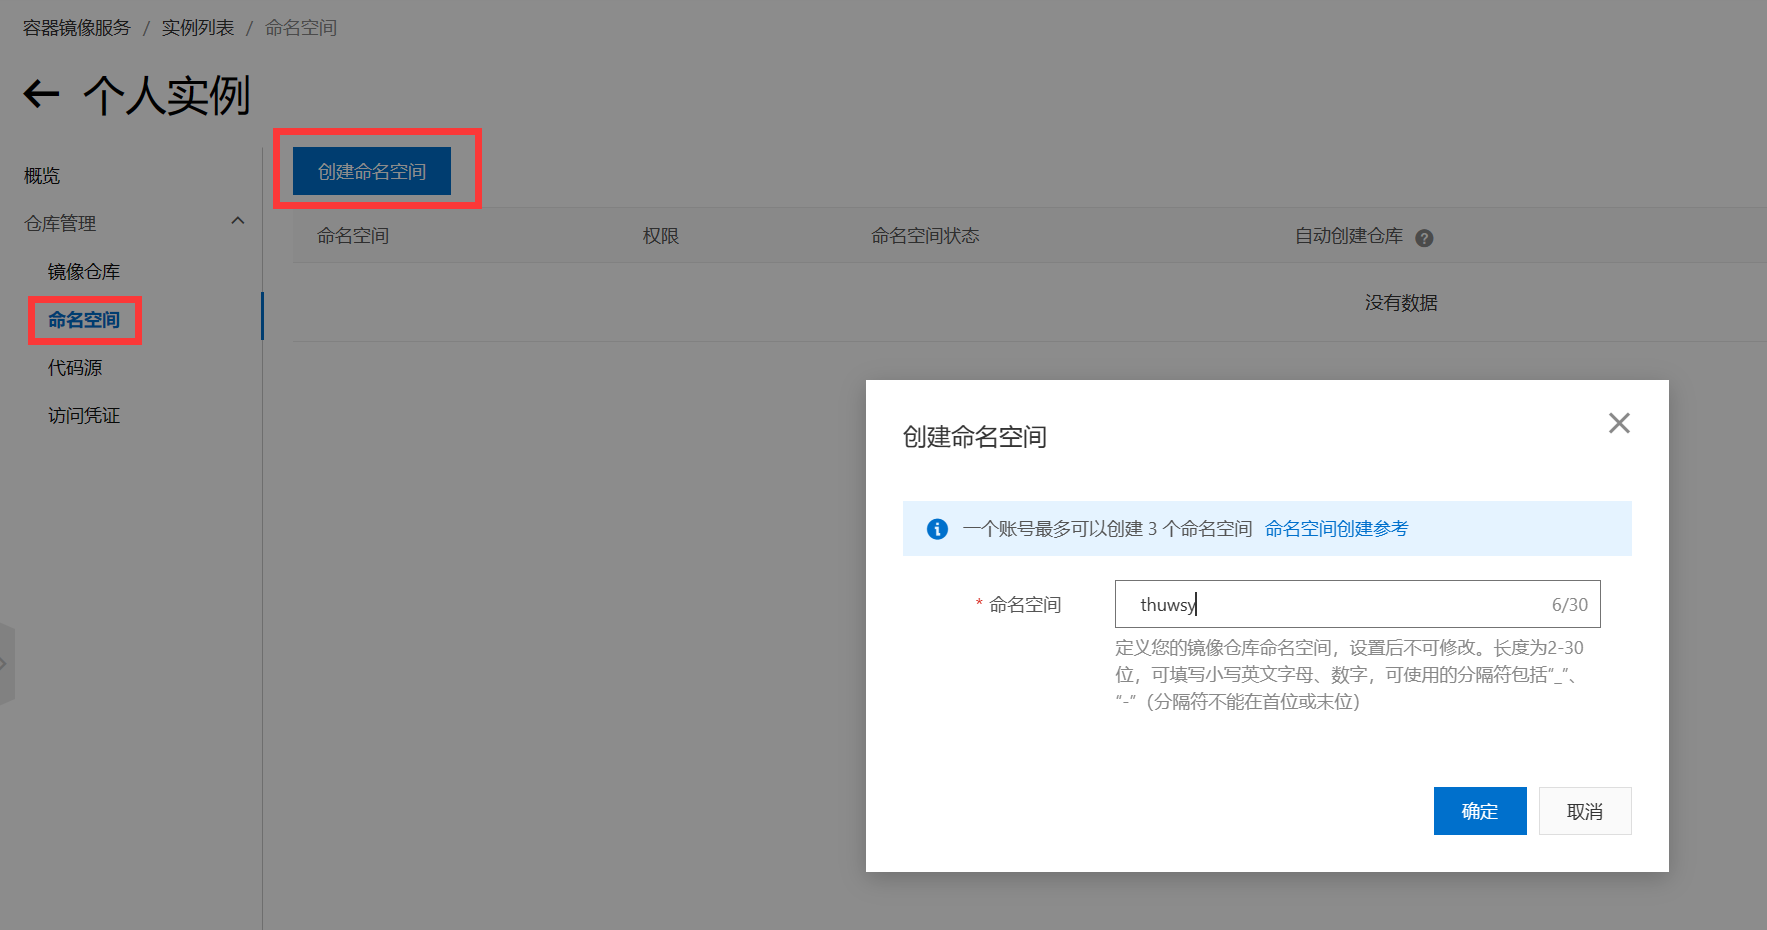 容器镜像服务 / 实例列表 / 命名空间
个人实例
概览
仓库管理
镜像仓库
命名空间
代码源
访问凭证
创建命名空间
命名空间 权限 命名空间状态 自动创建仓库 ?
没有数据
创建命名空间
一个账号最多可以创建 3 个命名空间 命名空间创建参考
* 命名空间 thuwsy 6/30
定义您的镜像仓库命名空间，设置后不可修改。长度为2-30
位，可填写小写英文字母、数字，可使用的分隔符包括“_”、
“-”（分隔符不能在首位或末位）
确定 取消